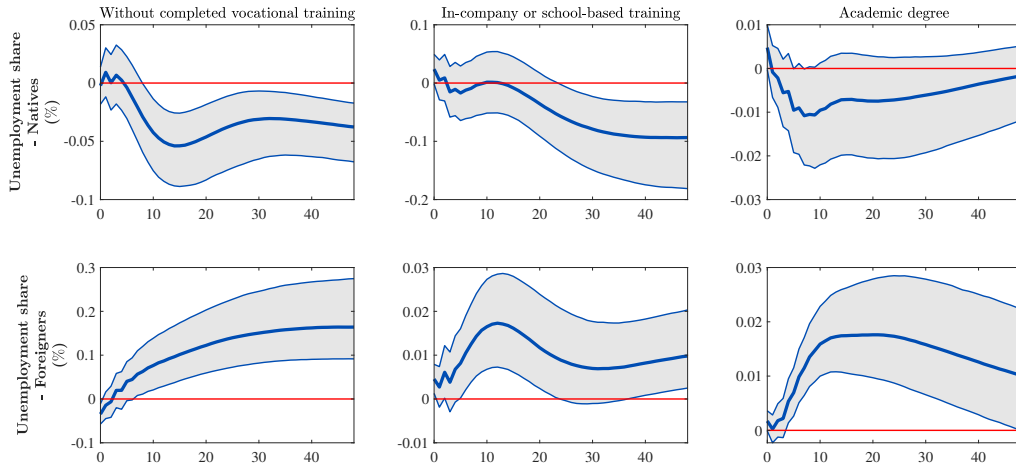 Without completed vocational training
In-company or school-based training
Academic degree
Unemployment share
- Natives
(%)
0.05
0
-0.05
-0.1
0 10 20 30 40
0.1
0
-0.1
-0.2
0 10 20 30 40
0.01
0
-0.01
-0.02
-0.03
0 10 20 30 40
Unemployment share
- Foreigners
(%)
0.3
0.2
0.1
0
-0.1
0 10 20 30 40
0.03
0.02
0.01
0
-0.01
0 10 20 30 40
0.03
0.02
0.01
0
0 10 20 30 40